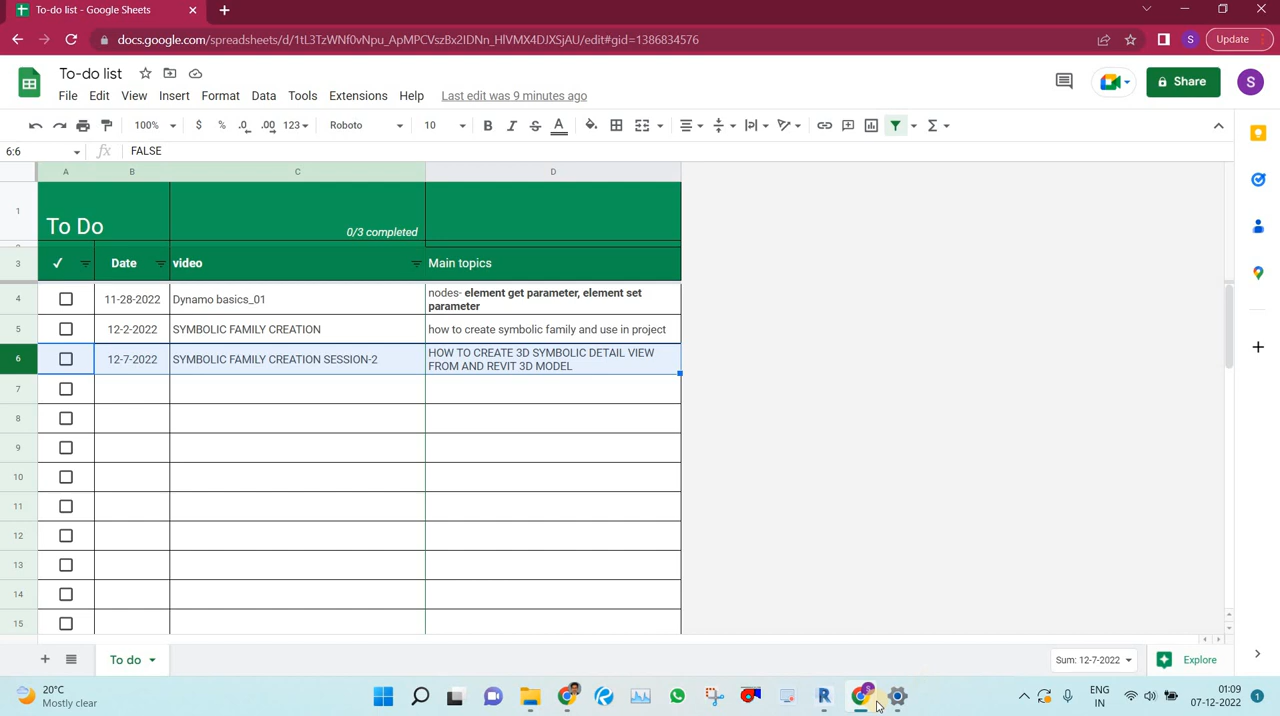 To-do list - Google Sheets
docs.google.com/spreadsheets/d/1tL3TzWNf0vNpu_ApMPCVszBx2IDNn_HlVMX4DJXSjAU/edit#gid=1386834576
S
Update
To-do list
File Edit View Insert Format Data Tools Extensions Help Last edit was 9 minutes ago
Share
S
100% $ % .0 .00 123 Roboto 10 B I S A
6:6 fx FALSE
A B C D
1 To Do 0/3 completed
3 ✓ Date video Main topics
4 11-28-2022 Dynamo basics_01 nodes- element get parameter, element set
parameter
5 12-2-2022 SYMBOLIC FAMILY CREATION how to create symbolic family and use in project
6 12-7-2022 SYMBOLIC FAMILY CREATION SESSION-2 HOW TO CREATE 3D SYMBOLIC DETAIL VIEW
FROM AND REVIT 3D MODEL
7
8
9
10
11
12
13
14
15
To do
Sum: 12-7-2022
Explore
20°C
Mostly clear
R
ENG
IN
01:09
07-12-2022
1